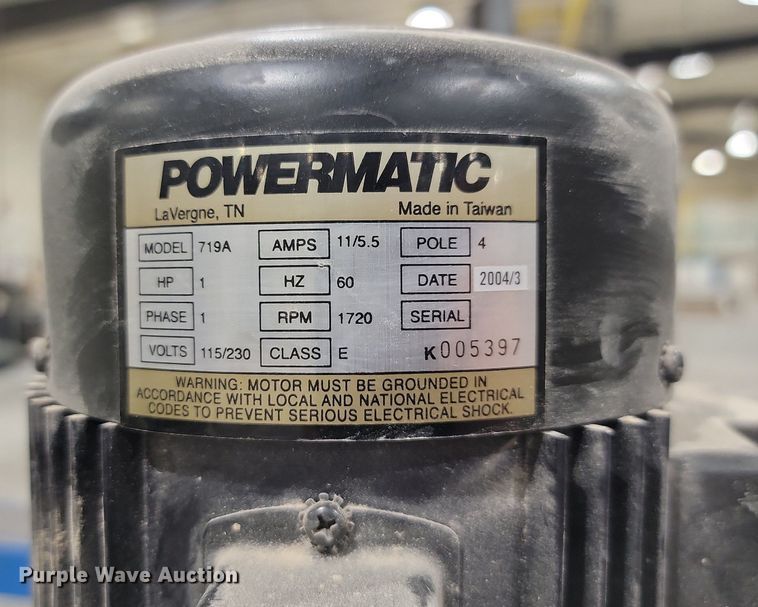 POWERMATIC
LaVergne, TN Made in Taiwan
MODEL 719A AMPS 11/5.5 POLE 4
HP 1 HZ 60 DATE 2004/3
PHASE 1 RPM 1720 SERIAL
VOLTS 115/230 CLASS E K005397
WARNING: MOTOR MUST BE GROUNDED IN
ACCORDANCE WITH LOCAL AND NATIONAL ELECTRICAL
CODES TO PREVENT SERIOUS ELECTRICAL SHOCK.
Purple Wave Auction